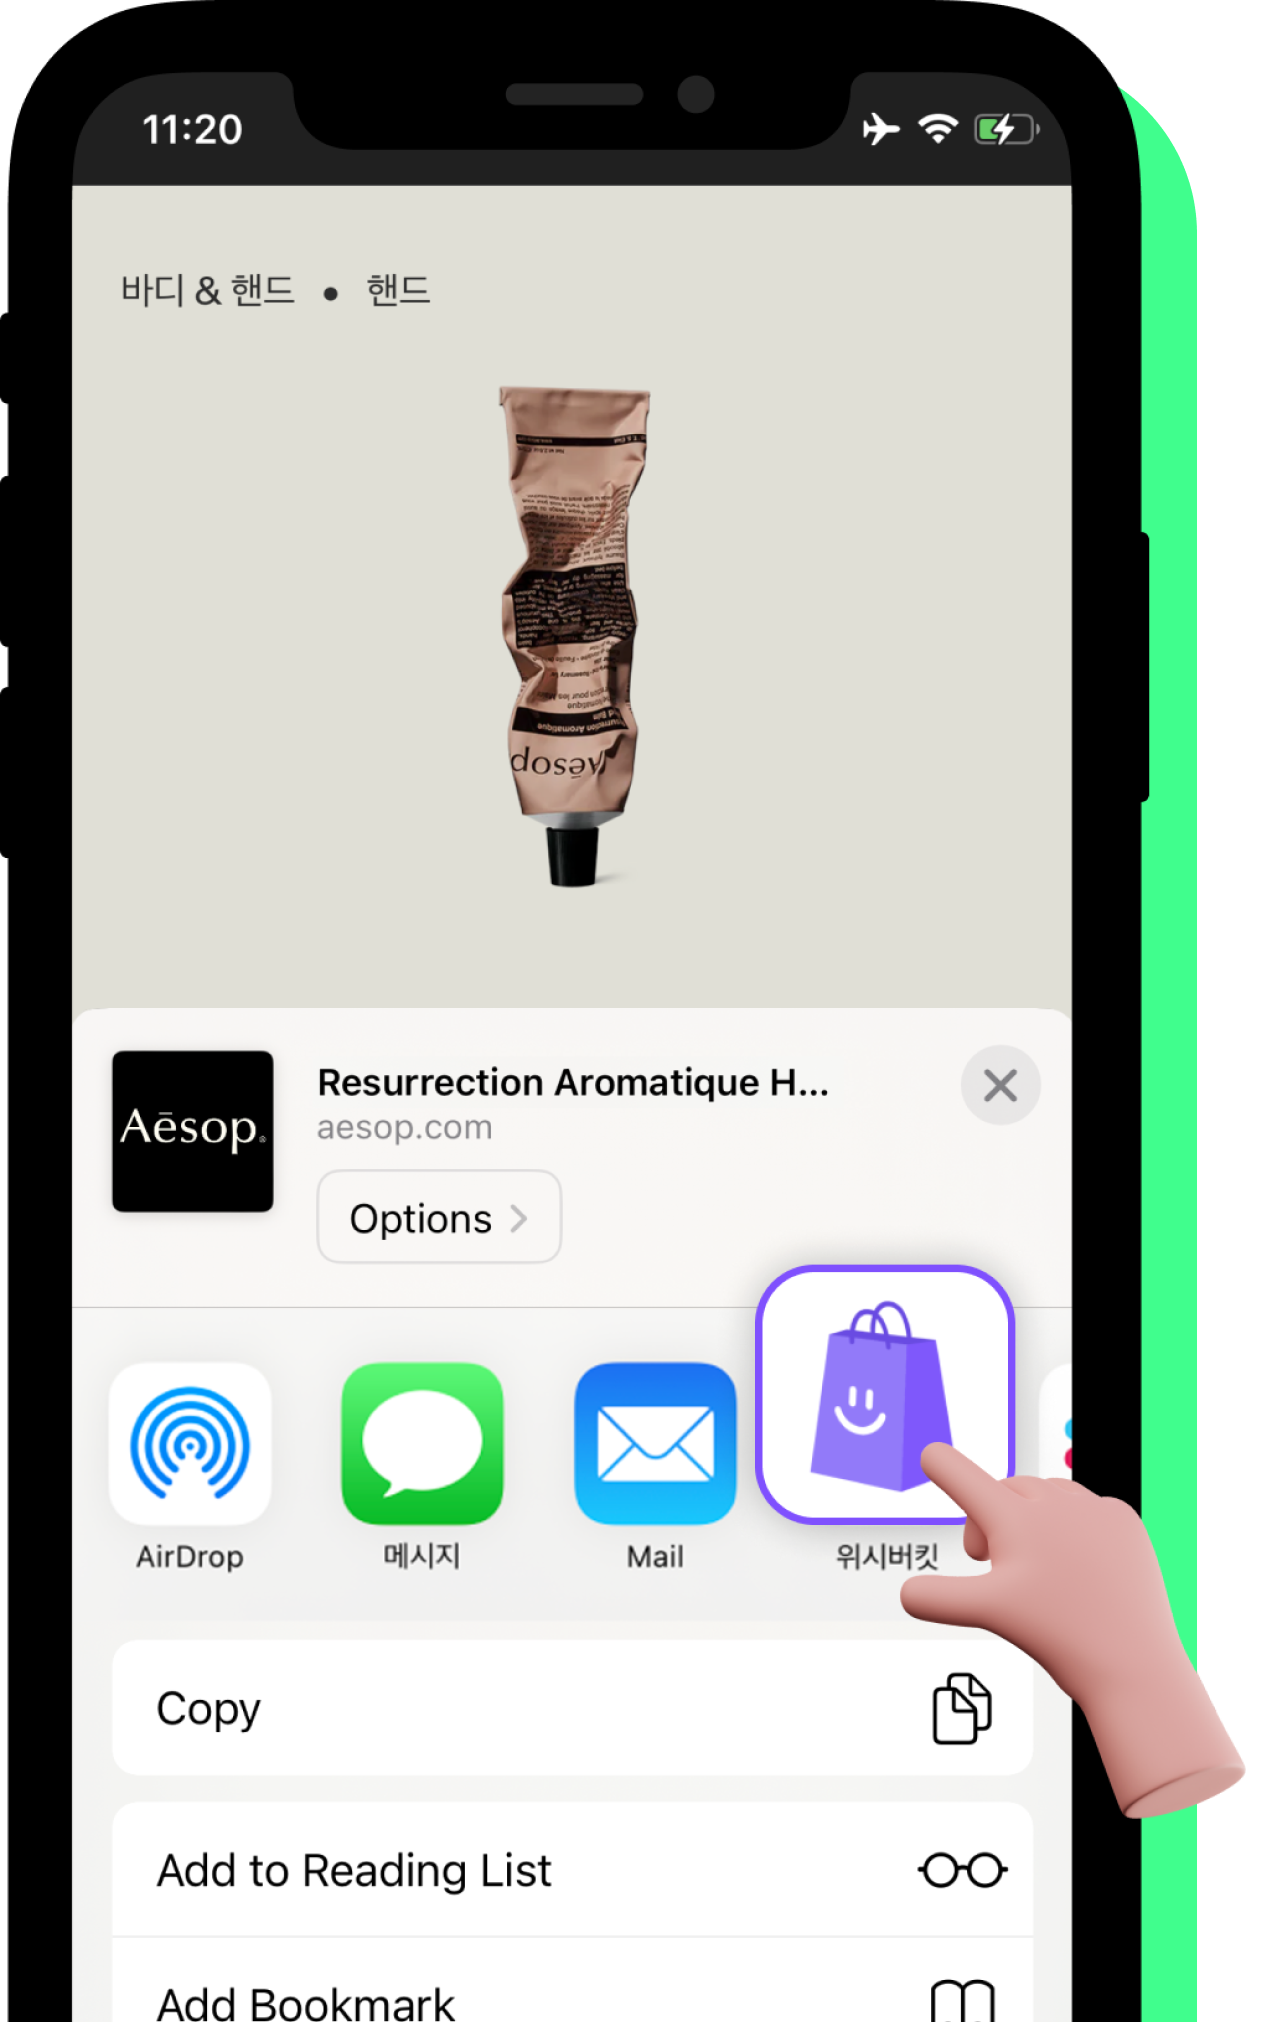 11:20
바디 & 핸드 • 핸드
Aēsop
Aēsop
Resurrection Aromatique H...
aesop.com
Options
AirDrop
메시지
Mail
위시버킷
Copy
Add to Reading List
Add Bookmark